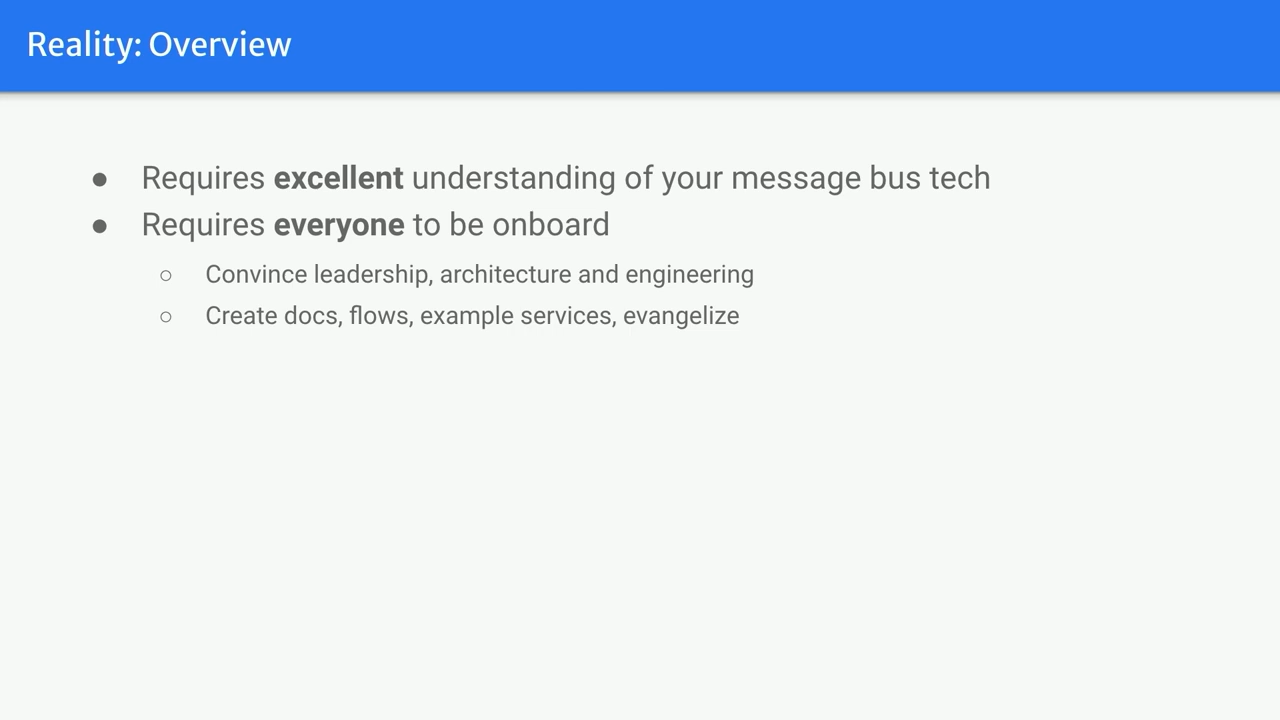 Reality: Overview
● Requires excellent understanding of your message bus tech
● Requires everyone to be onboard
○ Convince leadership, architecture and engineering
○ Create docs, flows, example services, evangelize